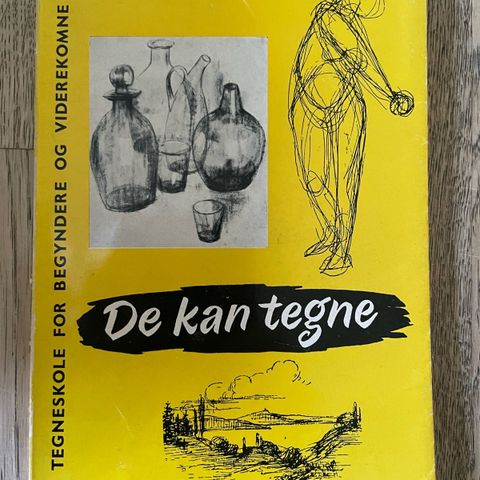 TEGNESKOLE FOR BEGYNDERE OG VIDEREKOMNE
De kan tegne